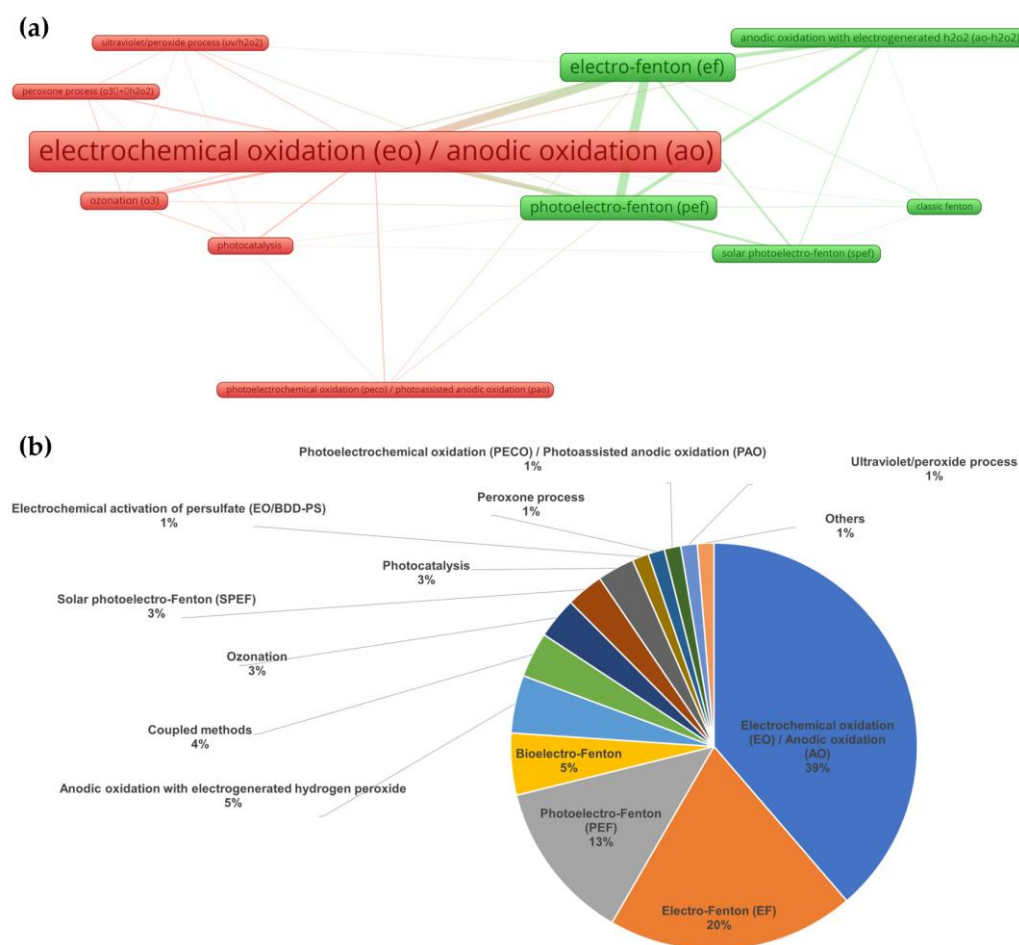 (a)
ultraviolet/peroxide process (uv/h2o2)
anodic oxidation with electrogenerated h2o2 (ao-h2o2)
electro-fenton (ef)
peroxone process (o3▯+▯h2o2)
electrochemical oxidation (eo) / anodic oxidation (ao)
ozonation (o3)
photoelectro-fenton (pef)
classic fenton
photocatalysis
solar photoelectro-fenton (spef)
photoelectrochemical oxidation (peco) / photoassisted anodic oxidation (pao)
(b)
Photoelectrochemical oxidation (PECO) / Photoassisted anodic oxidation (PAO)
1%
Ultraviolet/peroxide process
1%
Peroxone process
1%
Electrochemical activation of persulfate (EO/BDD-PS)
1%
Others
1%
Photocatalysis
3%
Solar photoelectro-Fenton (SPEF)
3%
Ozonation
3%
Coupled methods
4%
Anodic oxidation with electrogenerated hydrogen peroxide
5%
Bioelectro-Fenton
5%
Electrochemical oxidation
(EO) / Anodic oxidation
(AO)
39%
Photoelectro-Fenton
(PEF)
13%
Electro-Fenton (EF)
20%